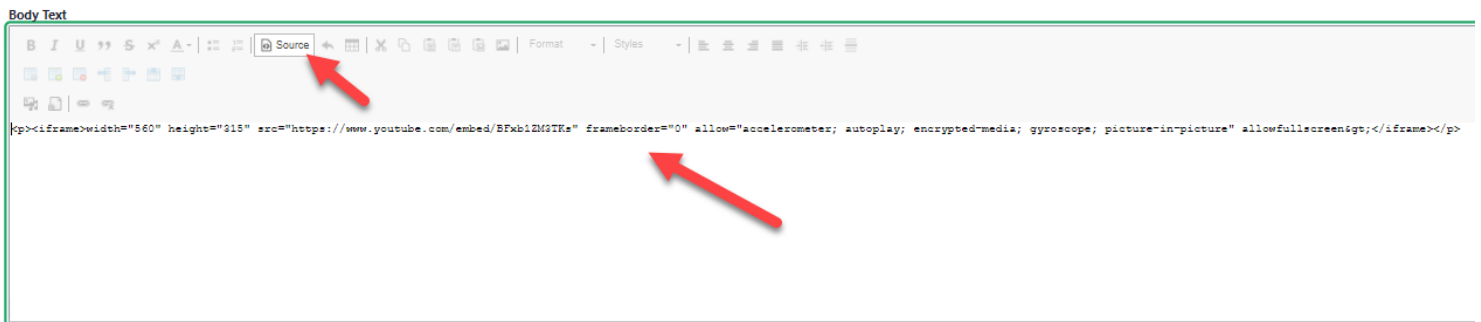 Body Text
B I U S x² A Source Format Styles
<p><iframe>width="560" height="315" src="https://www.youtube.com/embed/BFxb1ZM3TKs" frameborder="0" allow="accelerometer; autoplay; encrypted-media; gyroscope; picture-in-picture" allowfullscreen&gt;</iframe></p>